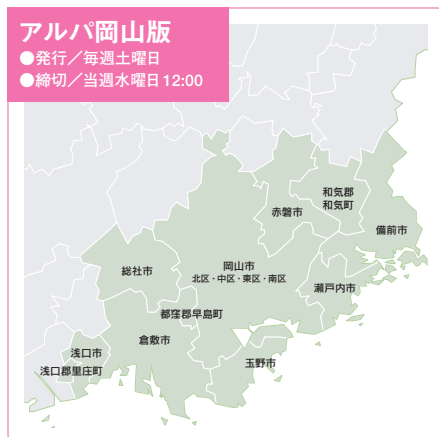 アルパ岡山版
●発行／毎週土曜日
●締切／当週水曜日12:00
和気郡
和気町
赤磐市
備前市
岡山市
北区・中区・東区・南区
総社市
瀬戸内市
都窪郡早島町
倉敷市
浅口市
玉野市
浅口郡里庄町